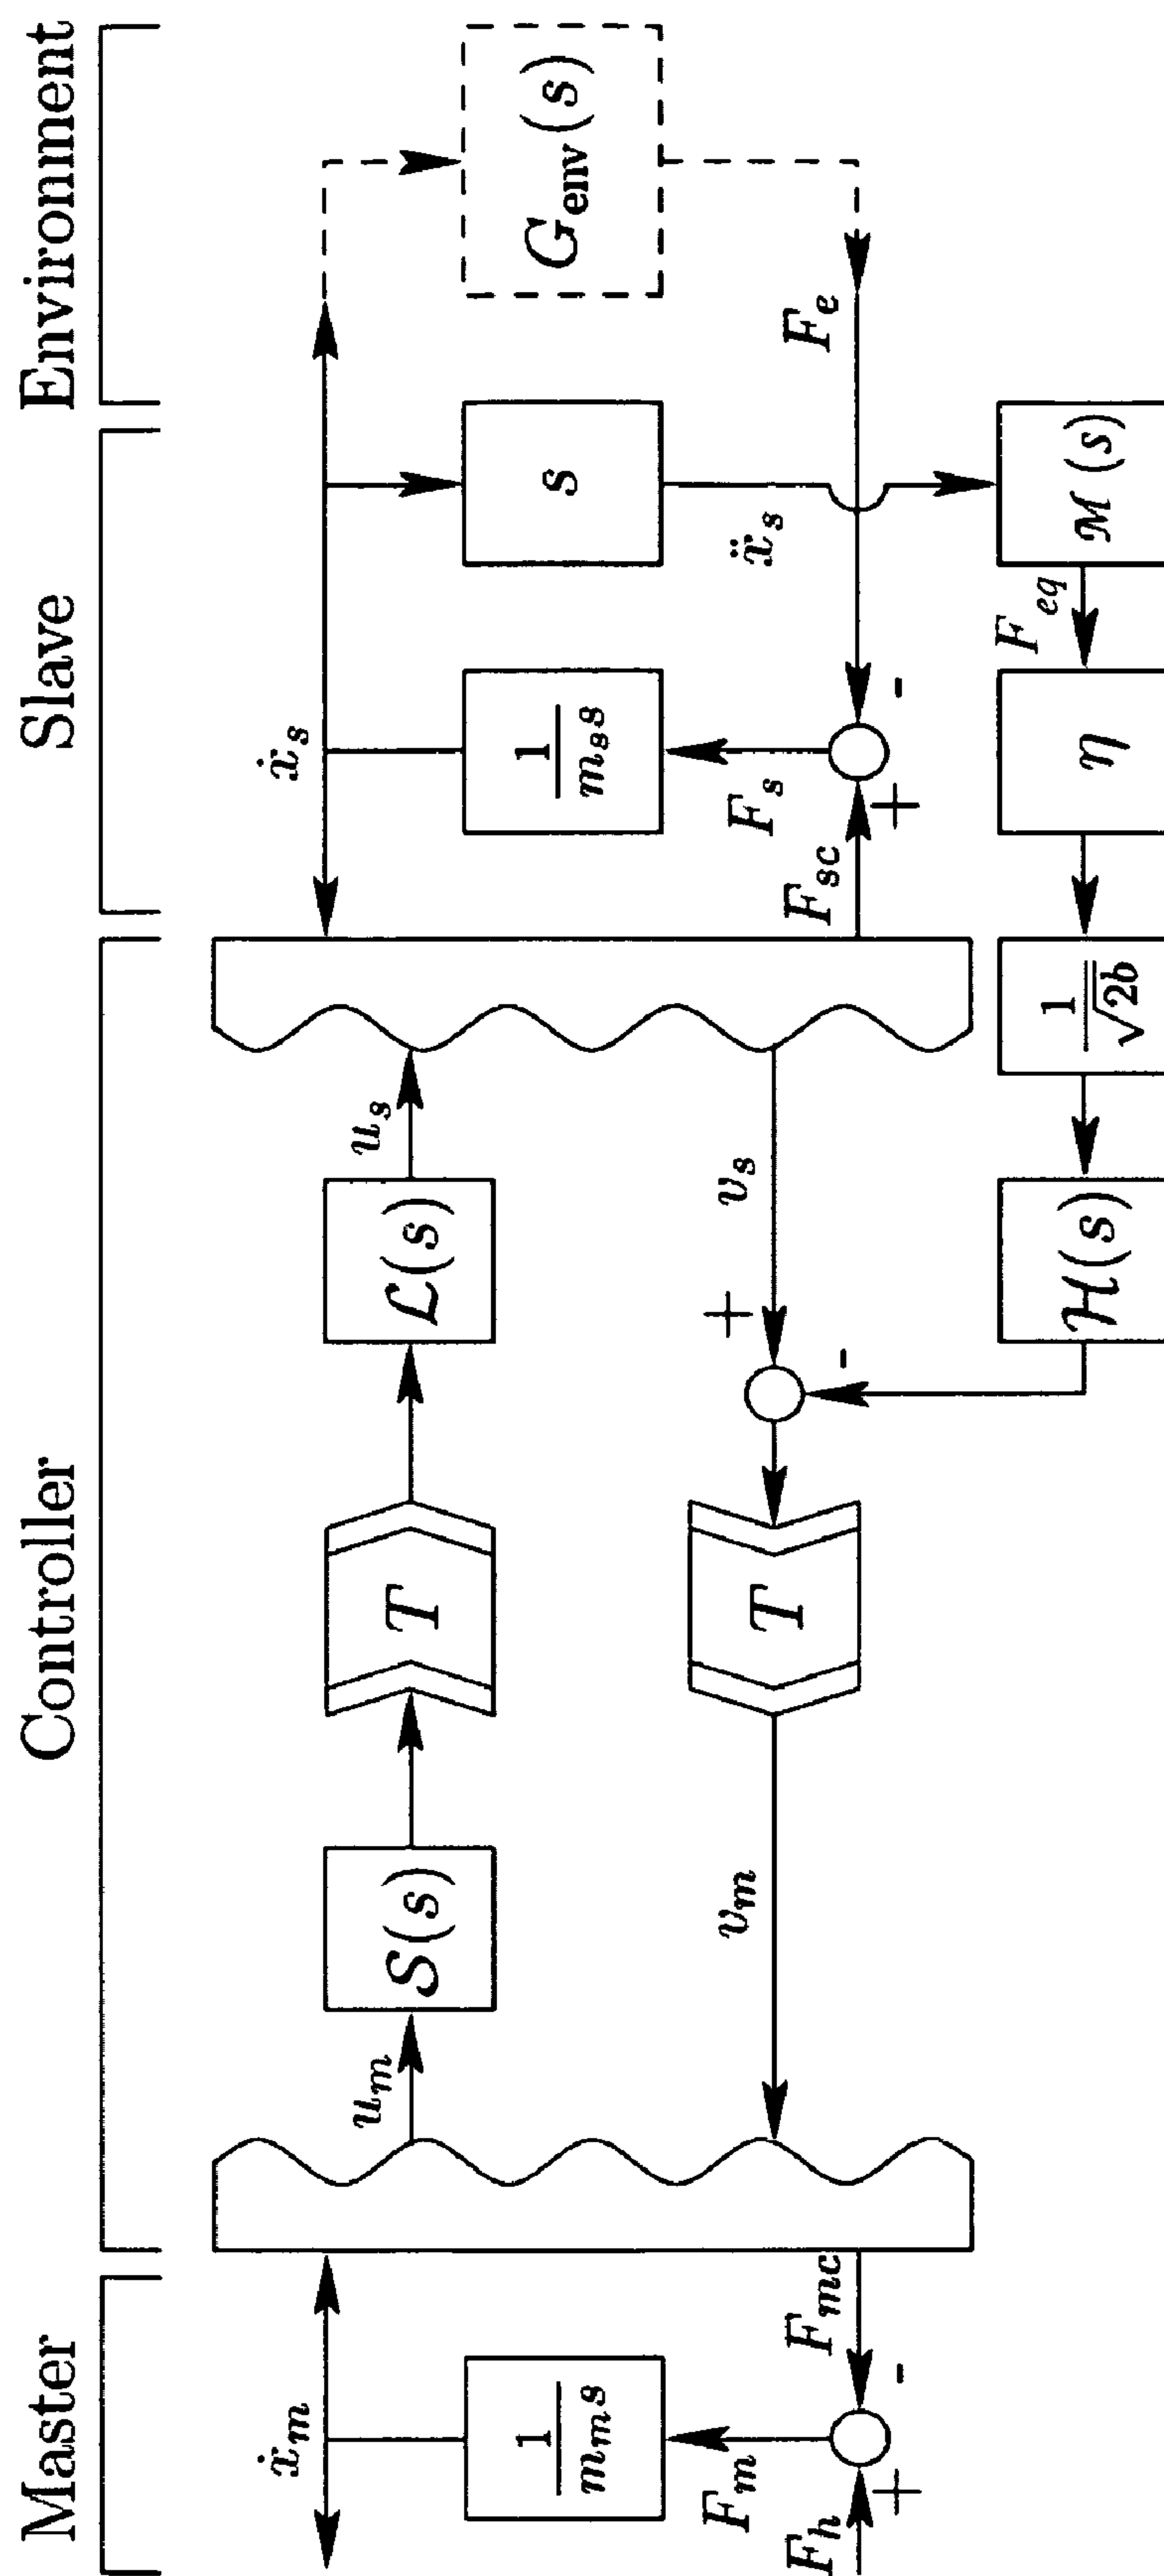 Master
Controller
Slave
Environment
ẋ_m
ẋ_s
1/(m_m s)
1/(m_s s)
s
G_env(s)
u_m
S(s)
T
L(s)
u_s
F_m
F_s
ẍ_s
v_m
T
v_s
+
-
F_h
+
F_mc
-
F_sc
+
-
F_e
H(s)
1/√2b
η
F_eq
M(s)